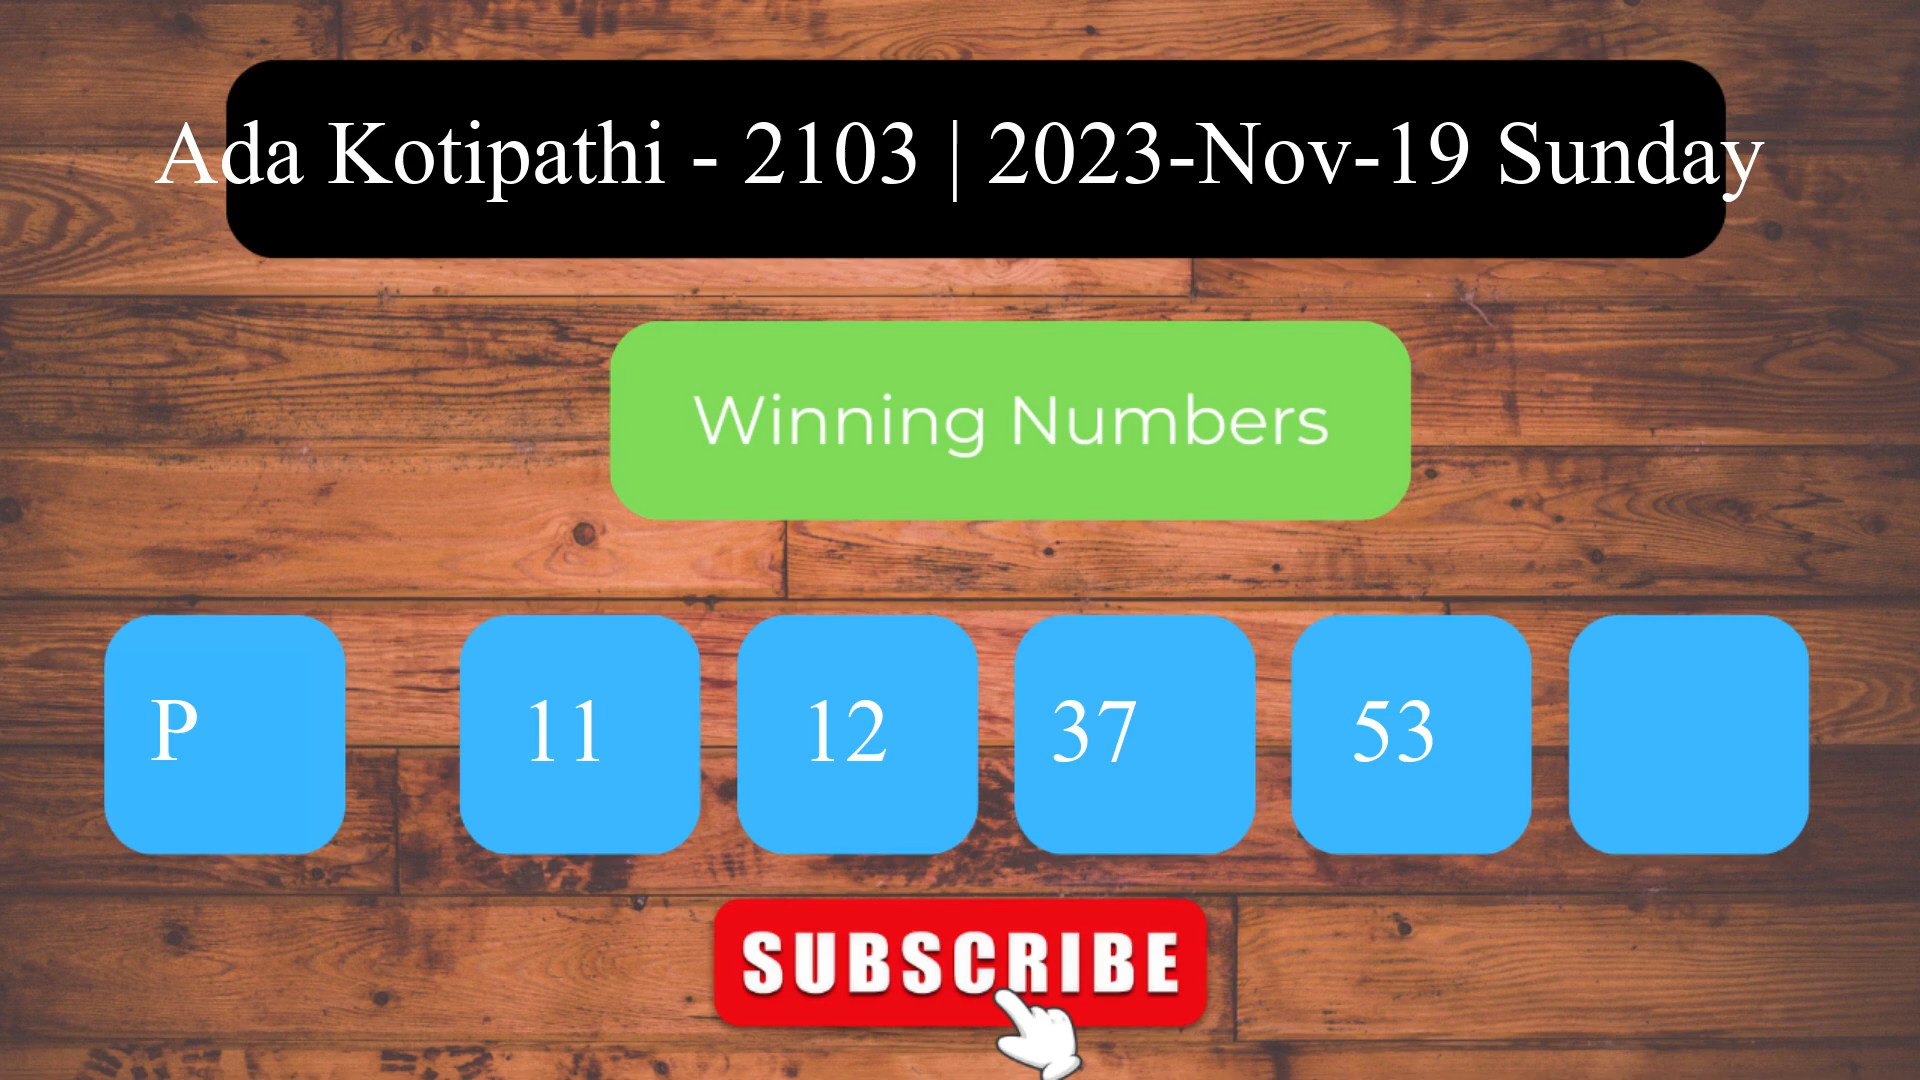 Ada Kotipathi - 2103 | 2023-Nov-19 Sunday
Winning Numbers
P 11 12 37 53
SUBSCRIBE